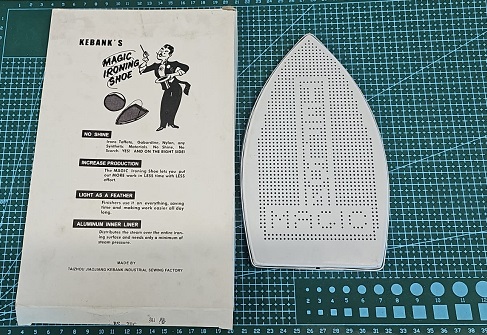 KEBANK'S
MAGIC
IRONING
SHOE
NO SHINE
Irons Taffeta, Gabardine, Nylon, any
Synthetic Materials. No Shine, No
Scorch. YES! AND ON THE RIGHT SIDE!
INCREASE PRODUCTION
The MAGIC Ironing Shoe lets you put
out MORE work in LESS time with LESS
effort.
LIGHT AS A FEATHER
Finishers use it on everything, saving
time and making work easier all day
long.
ALUMINUM INNER LINER
Distributes the steam over the entire iron-
ing surface and needs only a minimum of
steam pressure.
MADE BY
TAIZHOU JIAOJIANG KEBANK INDUSTRIAL SEWING FACTORY
MAGIC